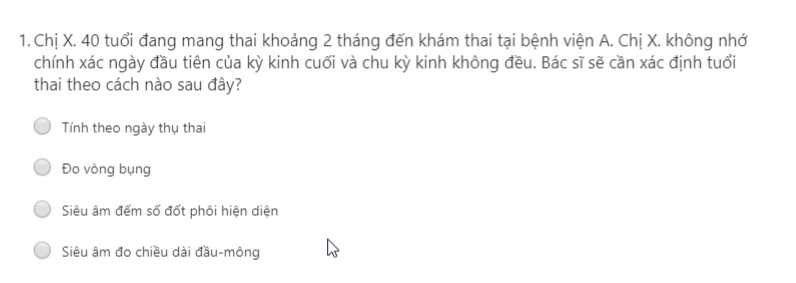 1. Chị X. 40 tuổi đang mang thai khoảng 2 tháng đến khám thai tại bệnh viện A. Chị X. không nhớ
chính xác ngày đầu tiên của kỳ kinh cuối và chu kỳ kinh không đều. Bác sĩ sẽ cần xác định tuổi
thai theo cách nào sau đây?
Tính theo ngày thụ thai
Đo vòng bụng
Siêu âm đếm số đốt phôi hiện diện
Siêu âm đo chiều dài đầu-mông